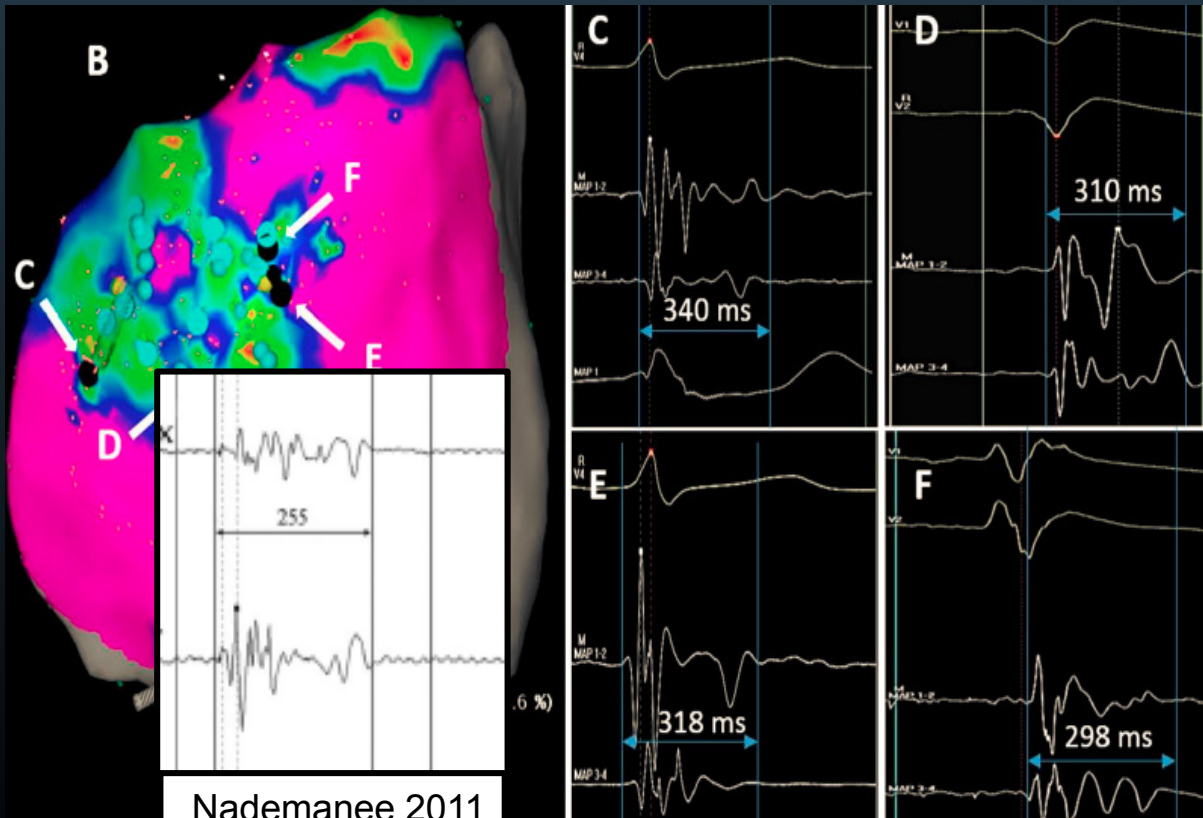 B
F
C
E
D
.6 %)
K
255
Nademanee 2011
C
R
V4
M
MAP 1-2
MAP 3-4
340 ms
MAP 1
D
V1
R
V2
310 ms
M
MAP 1-2
MAP 3-4
E
R
V4
M
MAP 1-2
318 ms
MAP 3-4
F
V1
V2
M
MAP 1-2
298 ms
MAP 3-4